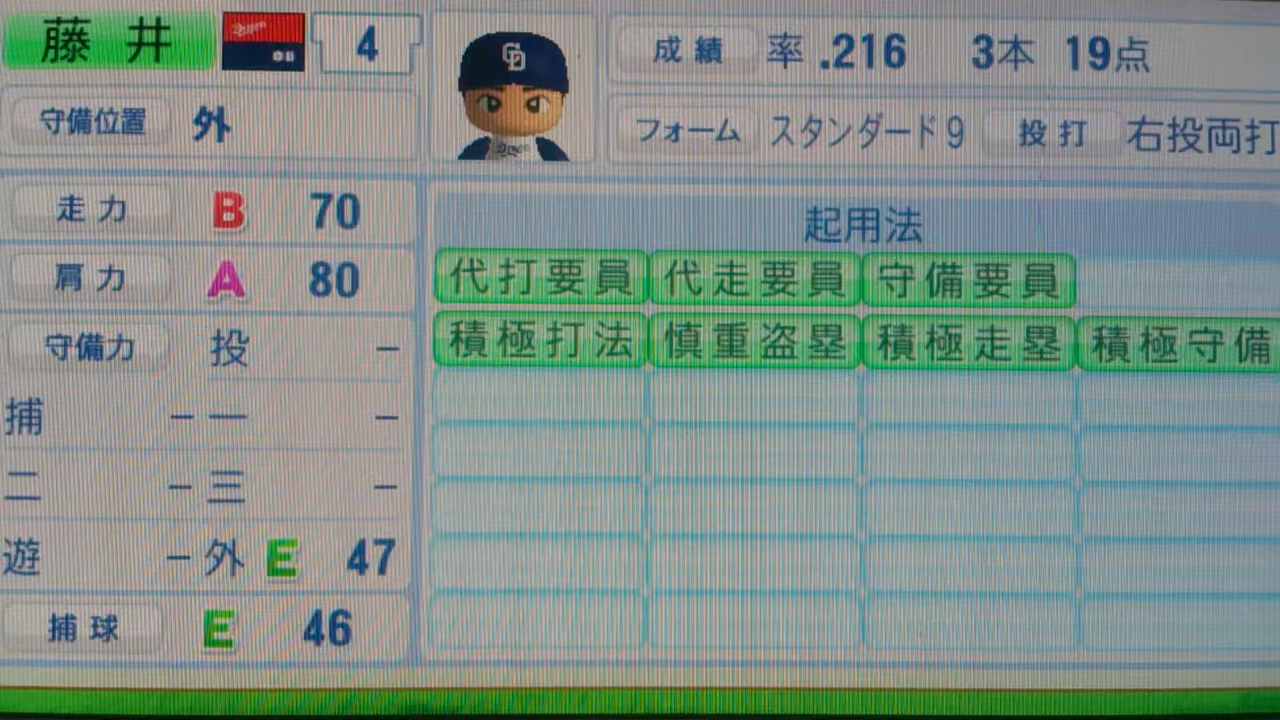 藤井 4 成績 率.216 3本 19点
守備位置 外 フォーム スタンダード9 投打 右投両打
走力 B 70 起用法
肩力 A 80 代打要員 代走要員 守備要員
守備力 投 － 積極打法 慎重盗塁 積極走塁 積極守備
捕 － 一 －
二 － 三 －
遊 － 外 E 47
捕球 E 46